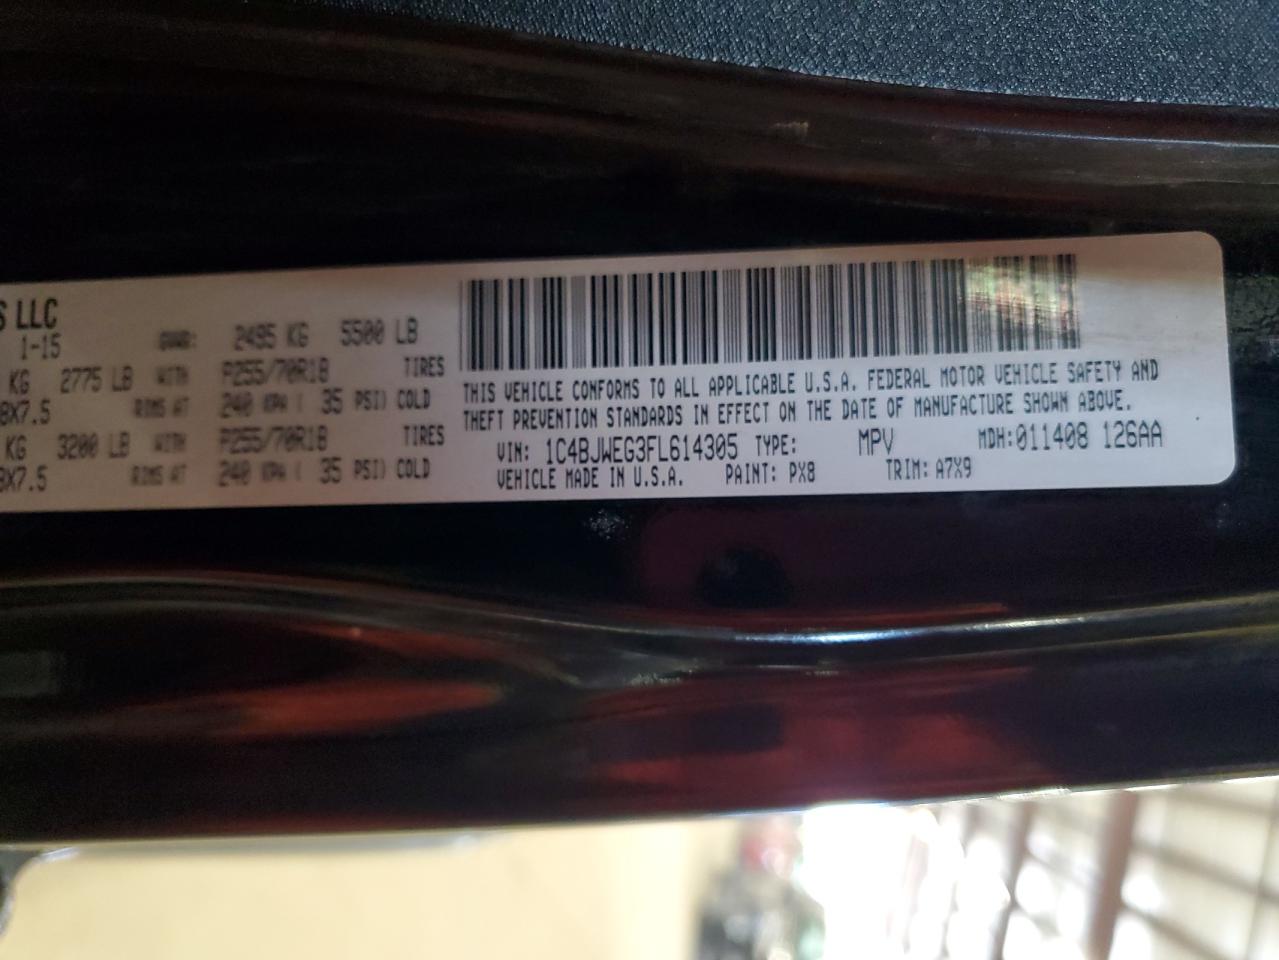 S LLC
1-15 GVWR: 2495 KG 5500 LB
KG 2775 LB WITH P255/70R18 TIRES
8X7.5 RIMS AT 240 KPA ( 35 PSI) COLD
KG 3200 LB WITH P255/70R18 TIRES
8X7.5 RIMS AT 240 KPA ( 35 PSI) COLD
THIS VEHICLE CONFORMS TO ALL APPLICABLE U.S.A. FEDERAL MOTOR VEHICLE SAFETY AND
THEFT PREVENTION STANDARDS IN EFFECT ON THE DATE OF MANUFACTURE SHOWN ABOVE.
VIN: 1C4BJWEG3FL614305 TYPE: MPV MDH:011408 126AA
VEHICLE MADE IN U.S.A. PAINT: PX8 TRIM: A7X9